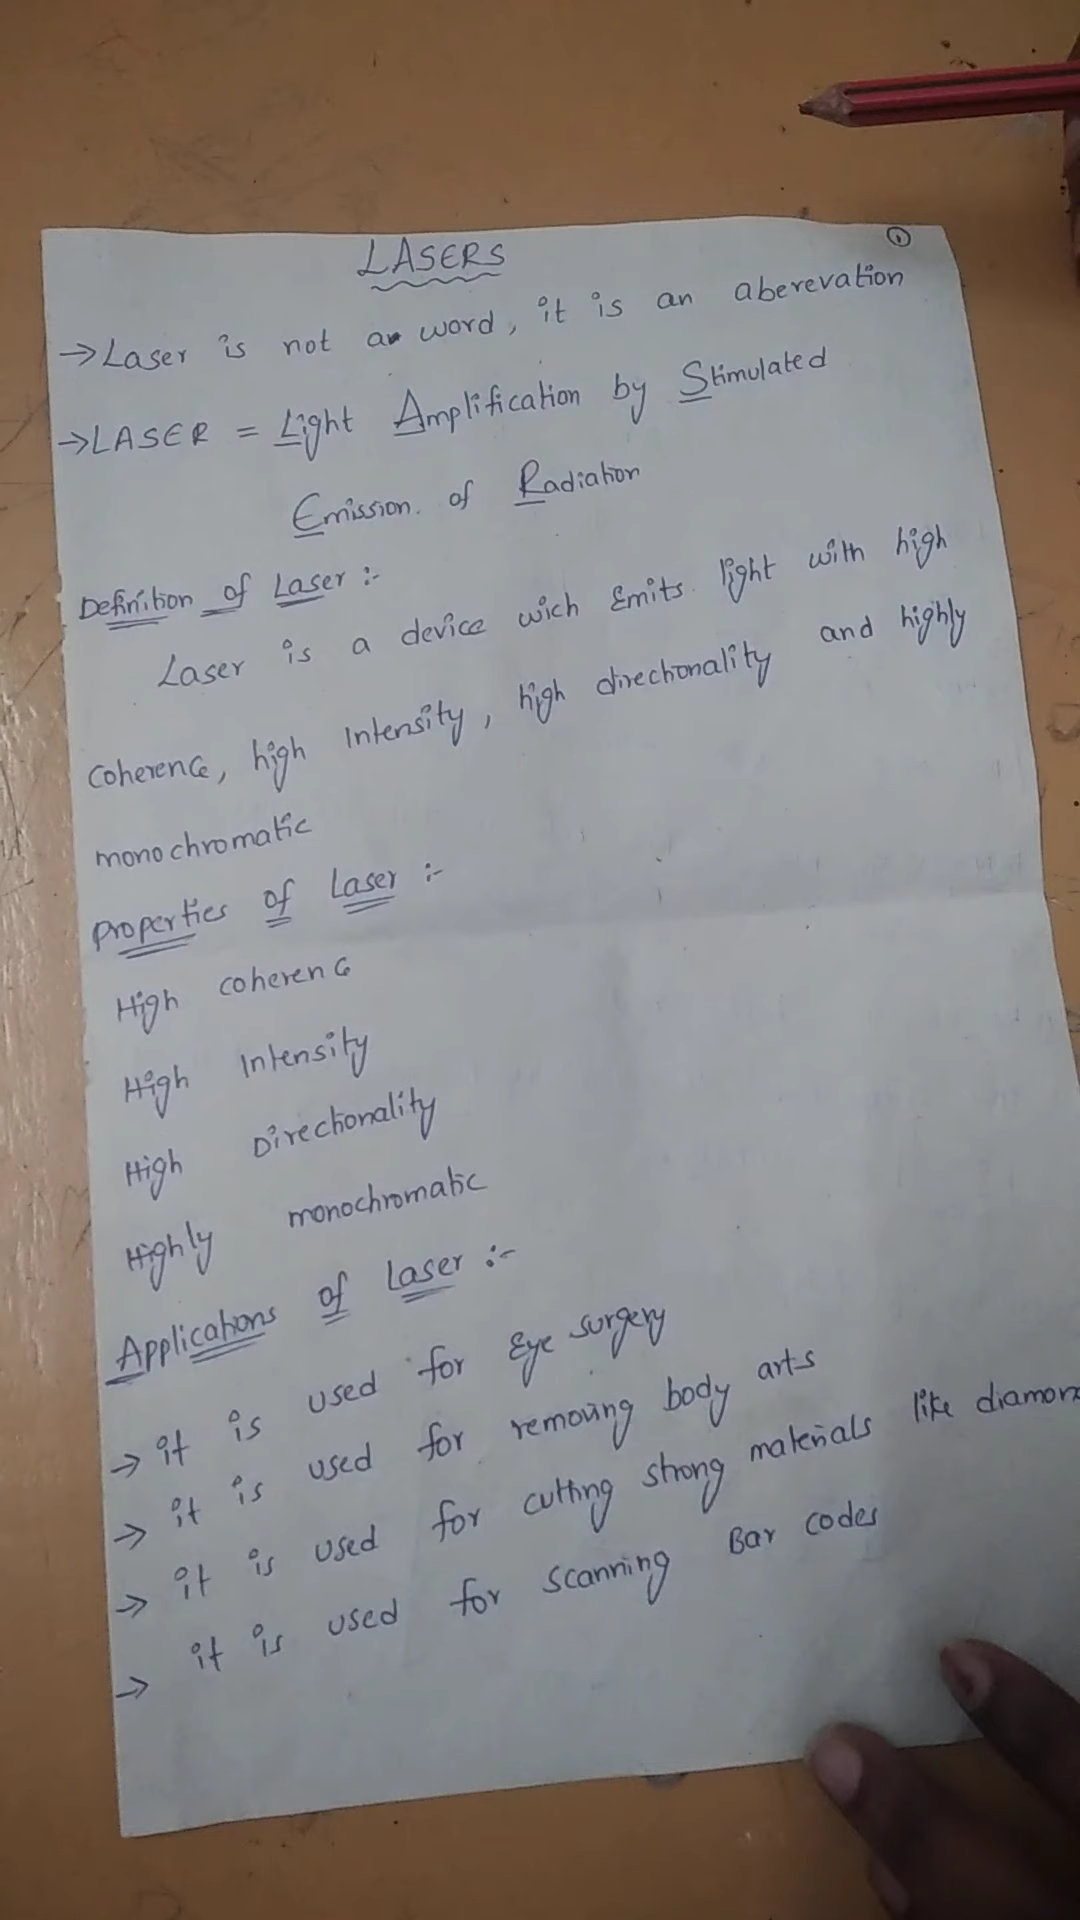 ①
LASERS
→ Laser is not a word, it is an aberevation
→ LASER = Light Amplification by Stimulated
Emission. of Radiation
Definition of Laser :-
Laser is a device wich Emits light with high
Coherence, high Intensity, high directionality and highly
monochromatic
Properties of Laser :-
High coherence
High Intensity
High Directionality
Highly monochromatic
Applications of Laser :-
→ it is used for Eye surgery
→ it is used for removing body arts
→ it is used for cutting strong materials like diamon
→ it is used for scanning Bar codes